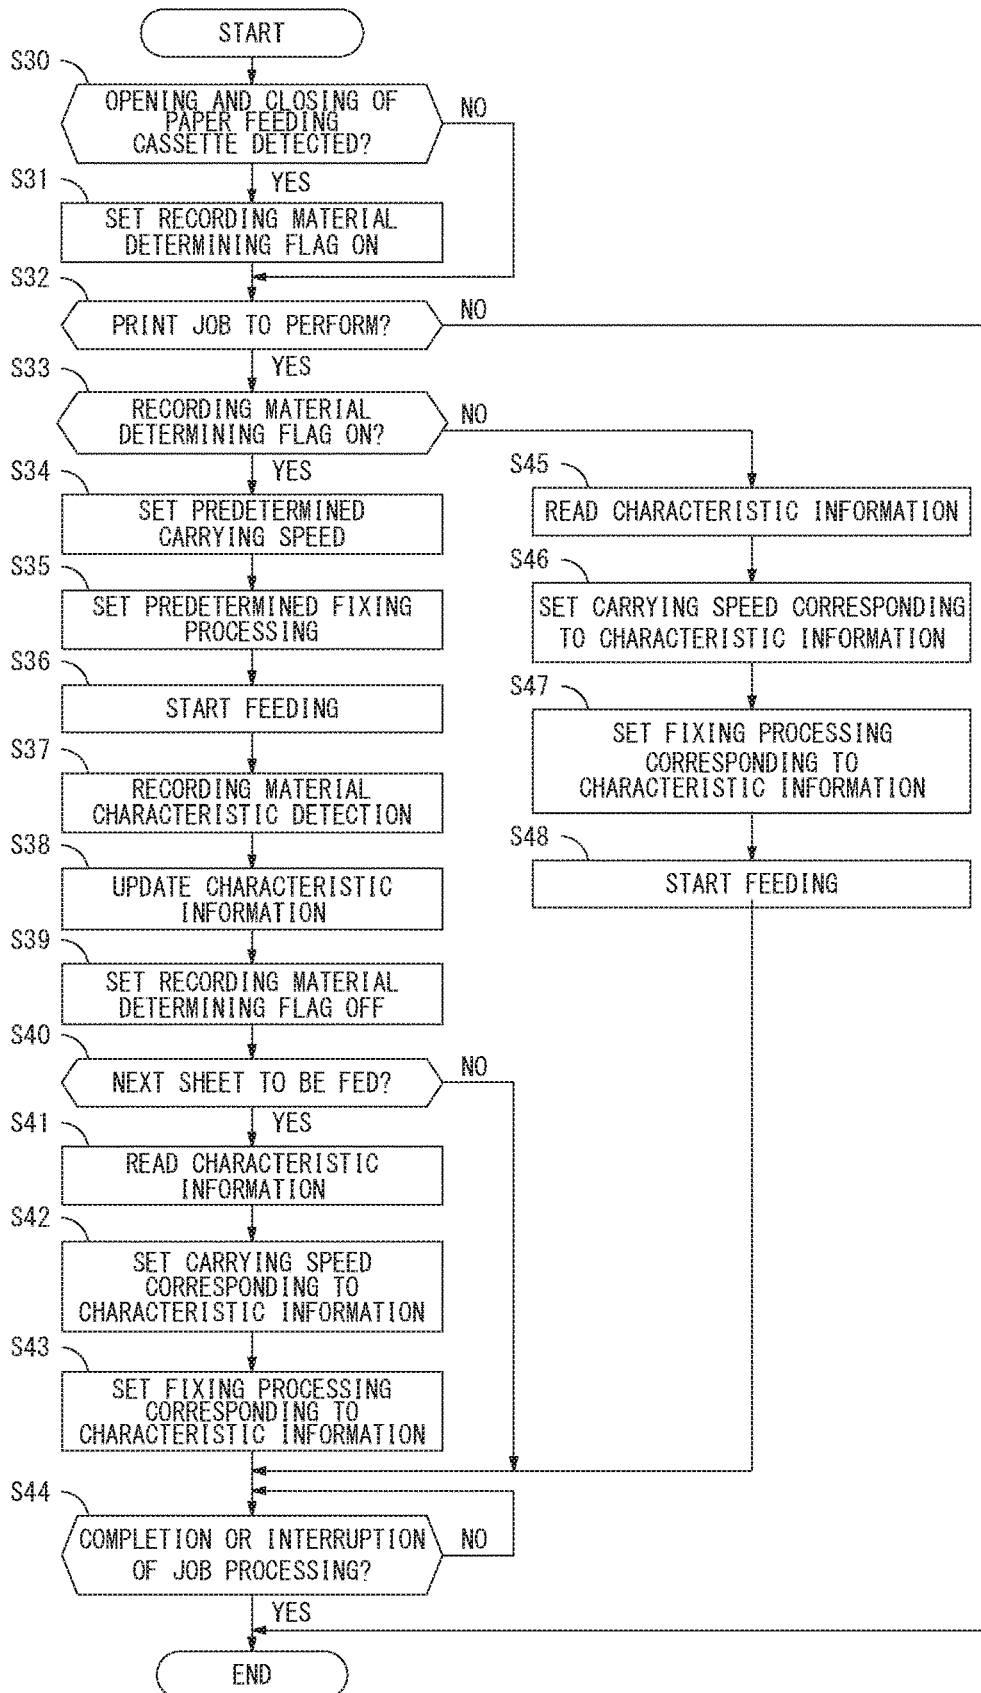 START
S30
OPENING AND CLOSING OF
PAPER FEEDING
CASSETTE DETECTED?
NO
YES
S31
SET RECORDING MATERIAL
DETERMINING FLAG ON
S32
PRINT JOB TO PERFORM?
NO
YES
S33
RECORDING MATERIAL
DETERMINING FLAG ON?
NO
YES
S34
SET PREDETERMINED
CARRYING SPEED
S35
SET PREDETERMINED FIXING
PROCESSING
S36
START FEEDING
S37
RECORDING MATERIAL
CHARACTERISTIC DETECTION
S38
UPDATE CHARACTERISTIC
INFORMATION
S39
SET RECORDING MATERIAL
DETERMINING FLAG OFF
S40
NEXT SHEET TO BE FED?
NO
YES
S41
READ CHARACTERISTIC
INFORMATION
S42
SET CARRYING SPEED
CORRESPONDING TO
CHARACTERISTIC INFORMATION
S43
SET FIXING PROCESSING
CORRESPONDING TO
CHARACTERISTIC INFORMATION
S44
COMPLETION OR INTERRUPTION
OF JOB PROCESSING?
NO
YES
END
S45
READ CHARACTERISTIC INFORMATION
S46
SET CARRYING SPEED CORRESPONDING
TO CHARACTERISTIC INFORMATION
S47
SET FIXING PROCESSING
CORRESPONDING TO
CHARACTERISTIC INFORMATION
S48
START FEEDING